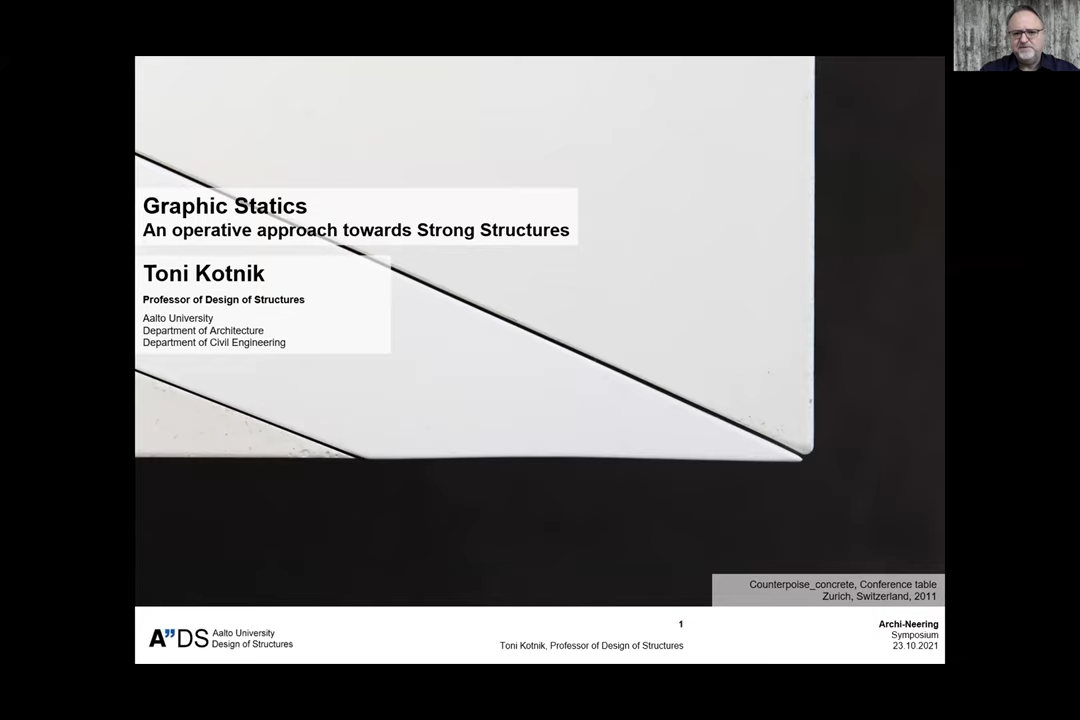 Graphic Statics
An operative approach towards Strong Structures
Toni Kotnik
Professor of Design of Structures
Aalto University
Department of Architecture
Department of Civil Engineering
Counterpoise_concrete, Conference table
Zurich, Switzerland, 2011
A”DS Aalto University
Design of Structures
1
Toni Kotnik, Professor of Design of Structures
Archi-Neering
Symposium
23.10.2021